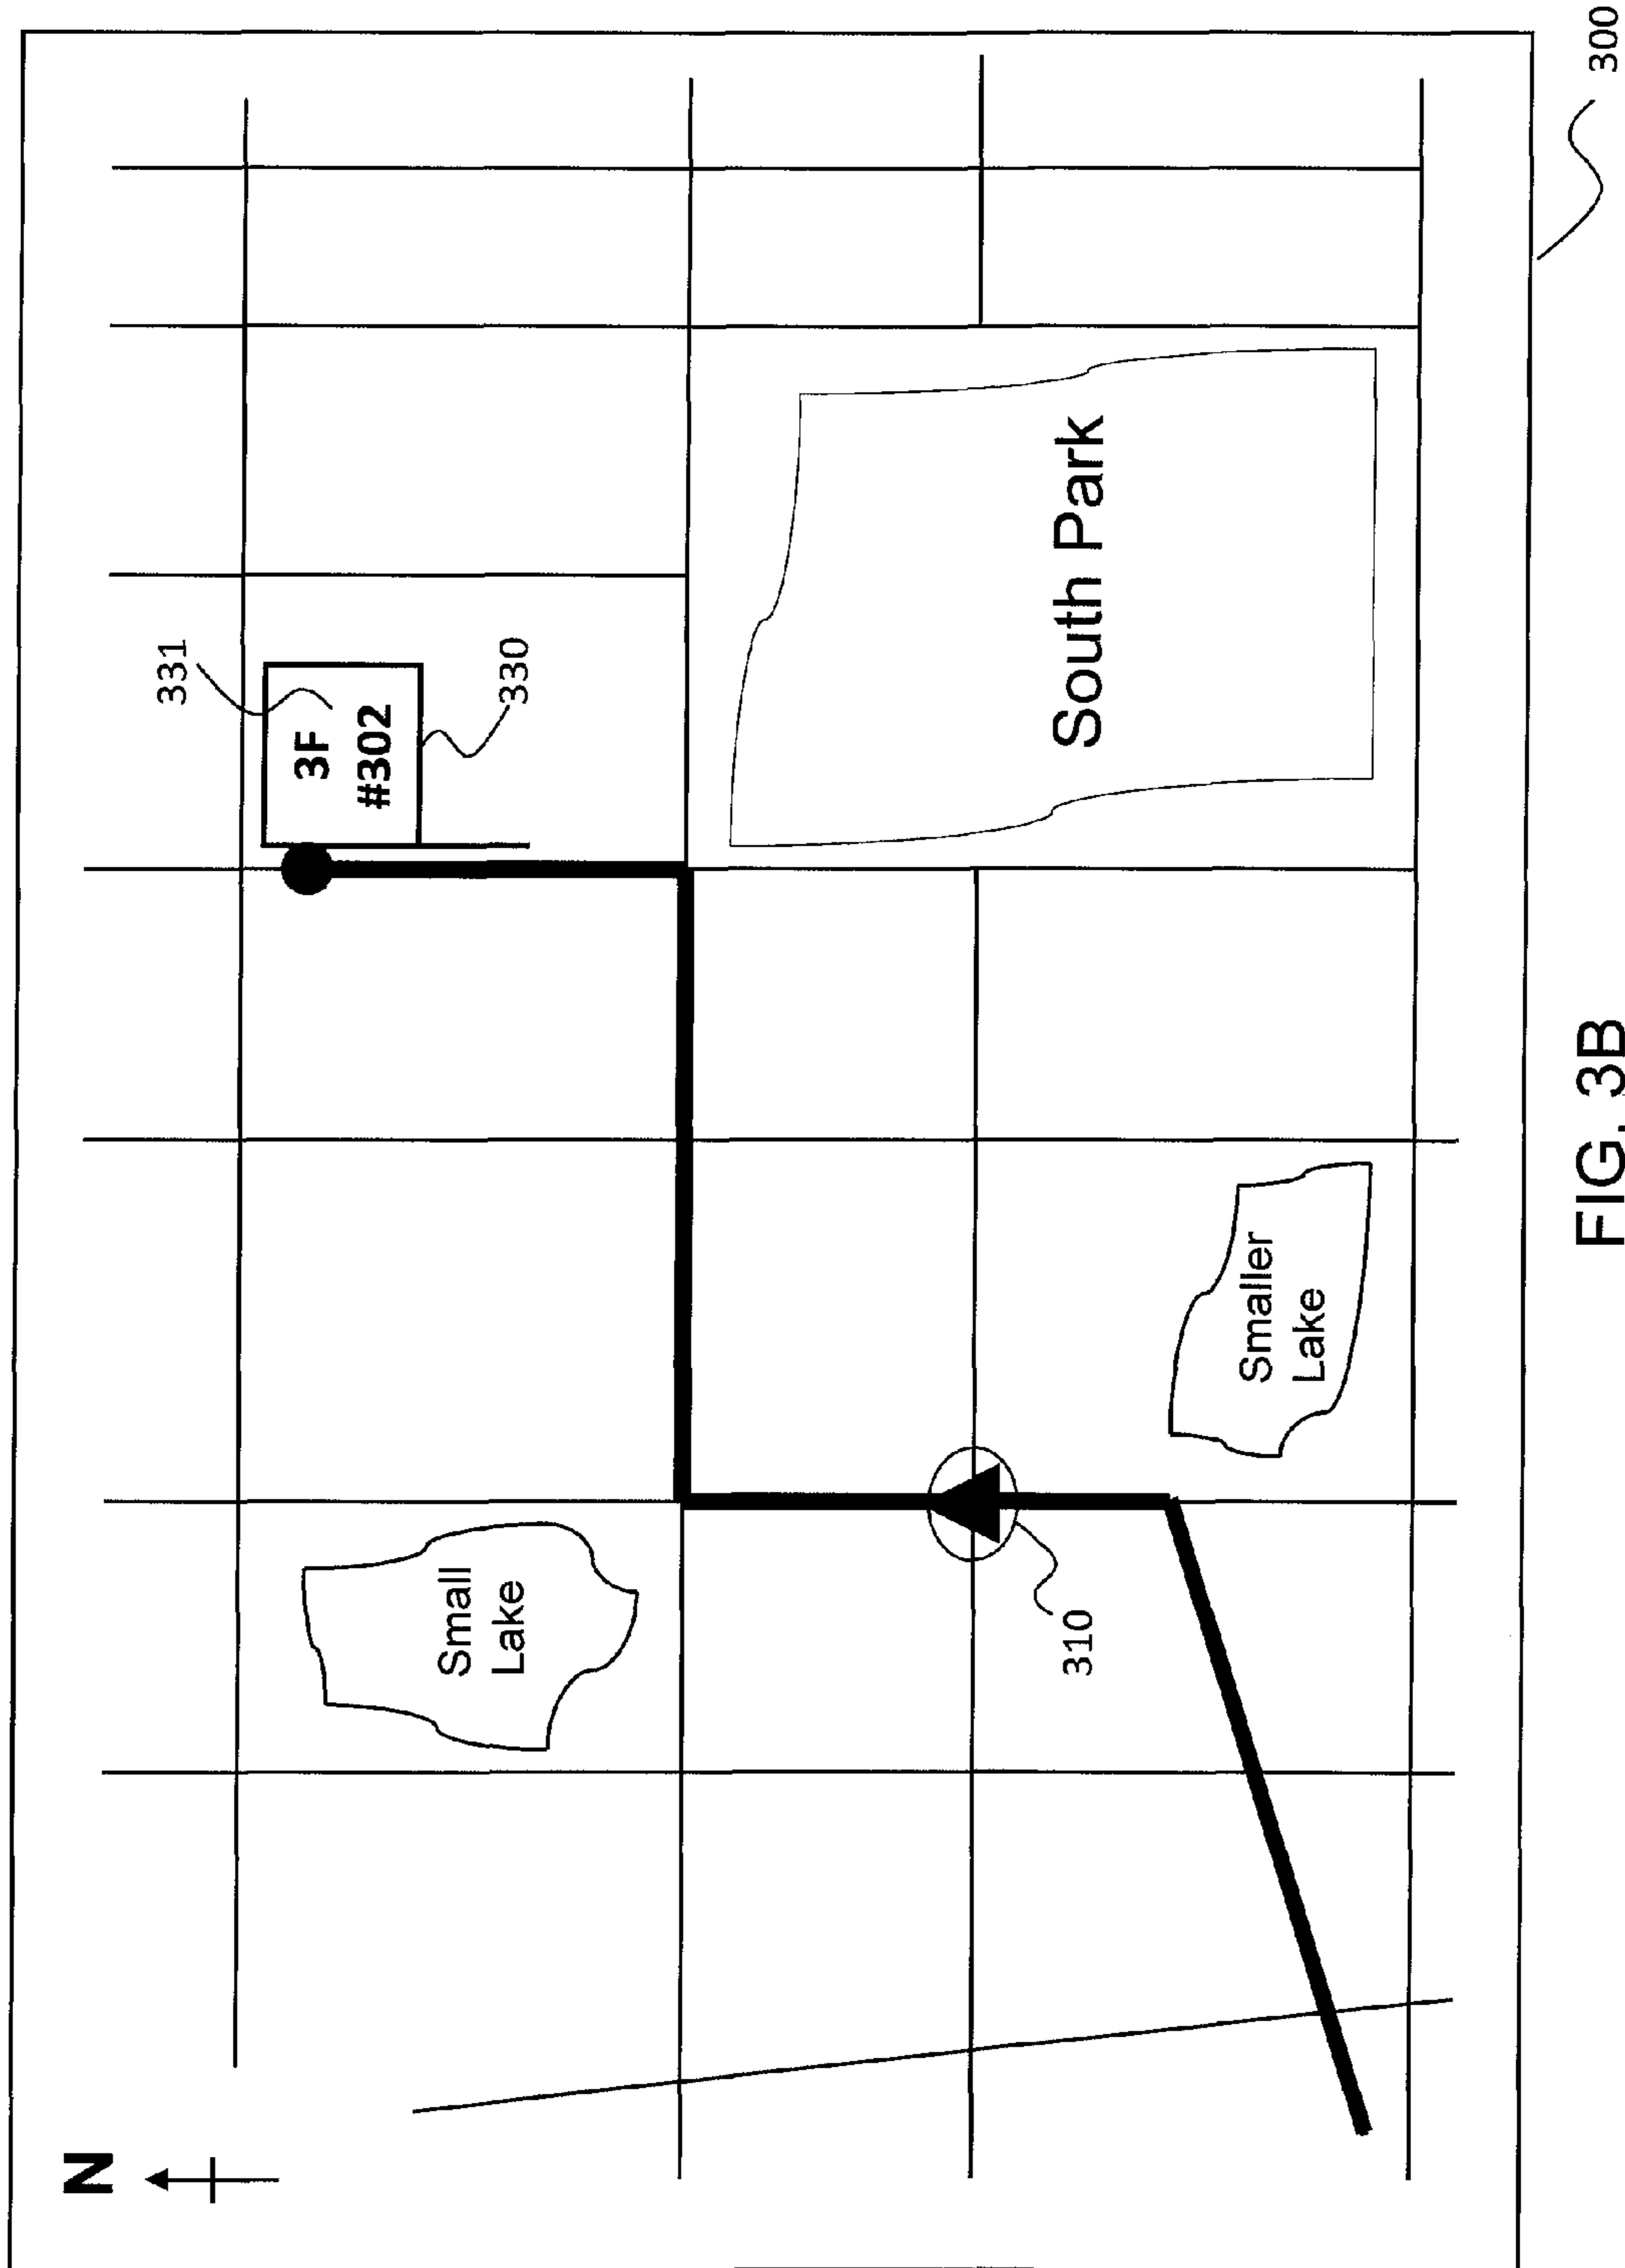 N
331
3F
#302
330
Small
Lake
310
South Park
Smaller
Lake
300
FIG. 3B